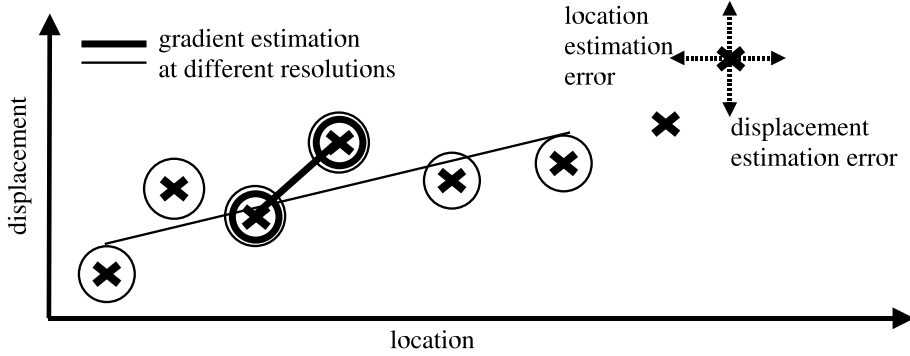 location
estimation
error
gradient estimation
at different resolutions
displacement
estimation error
displacement
location